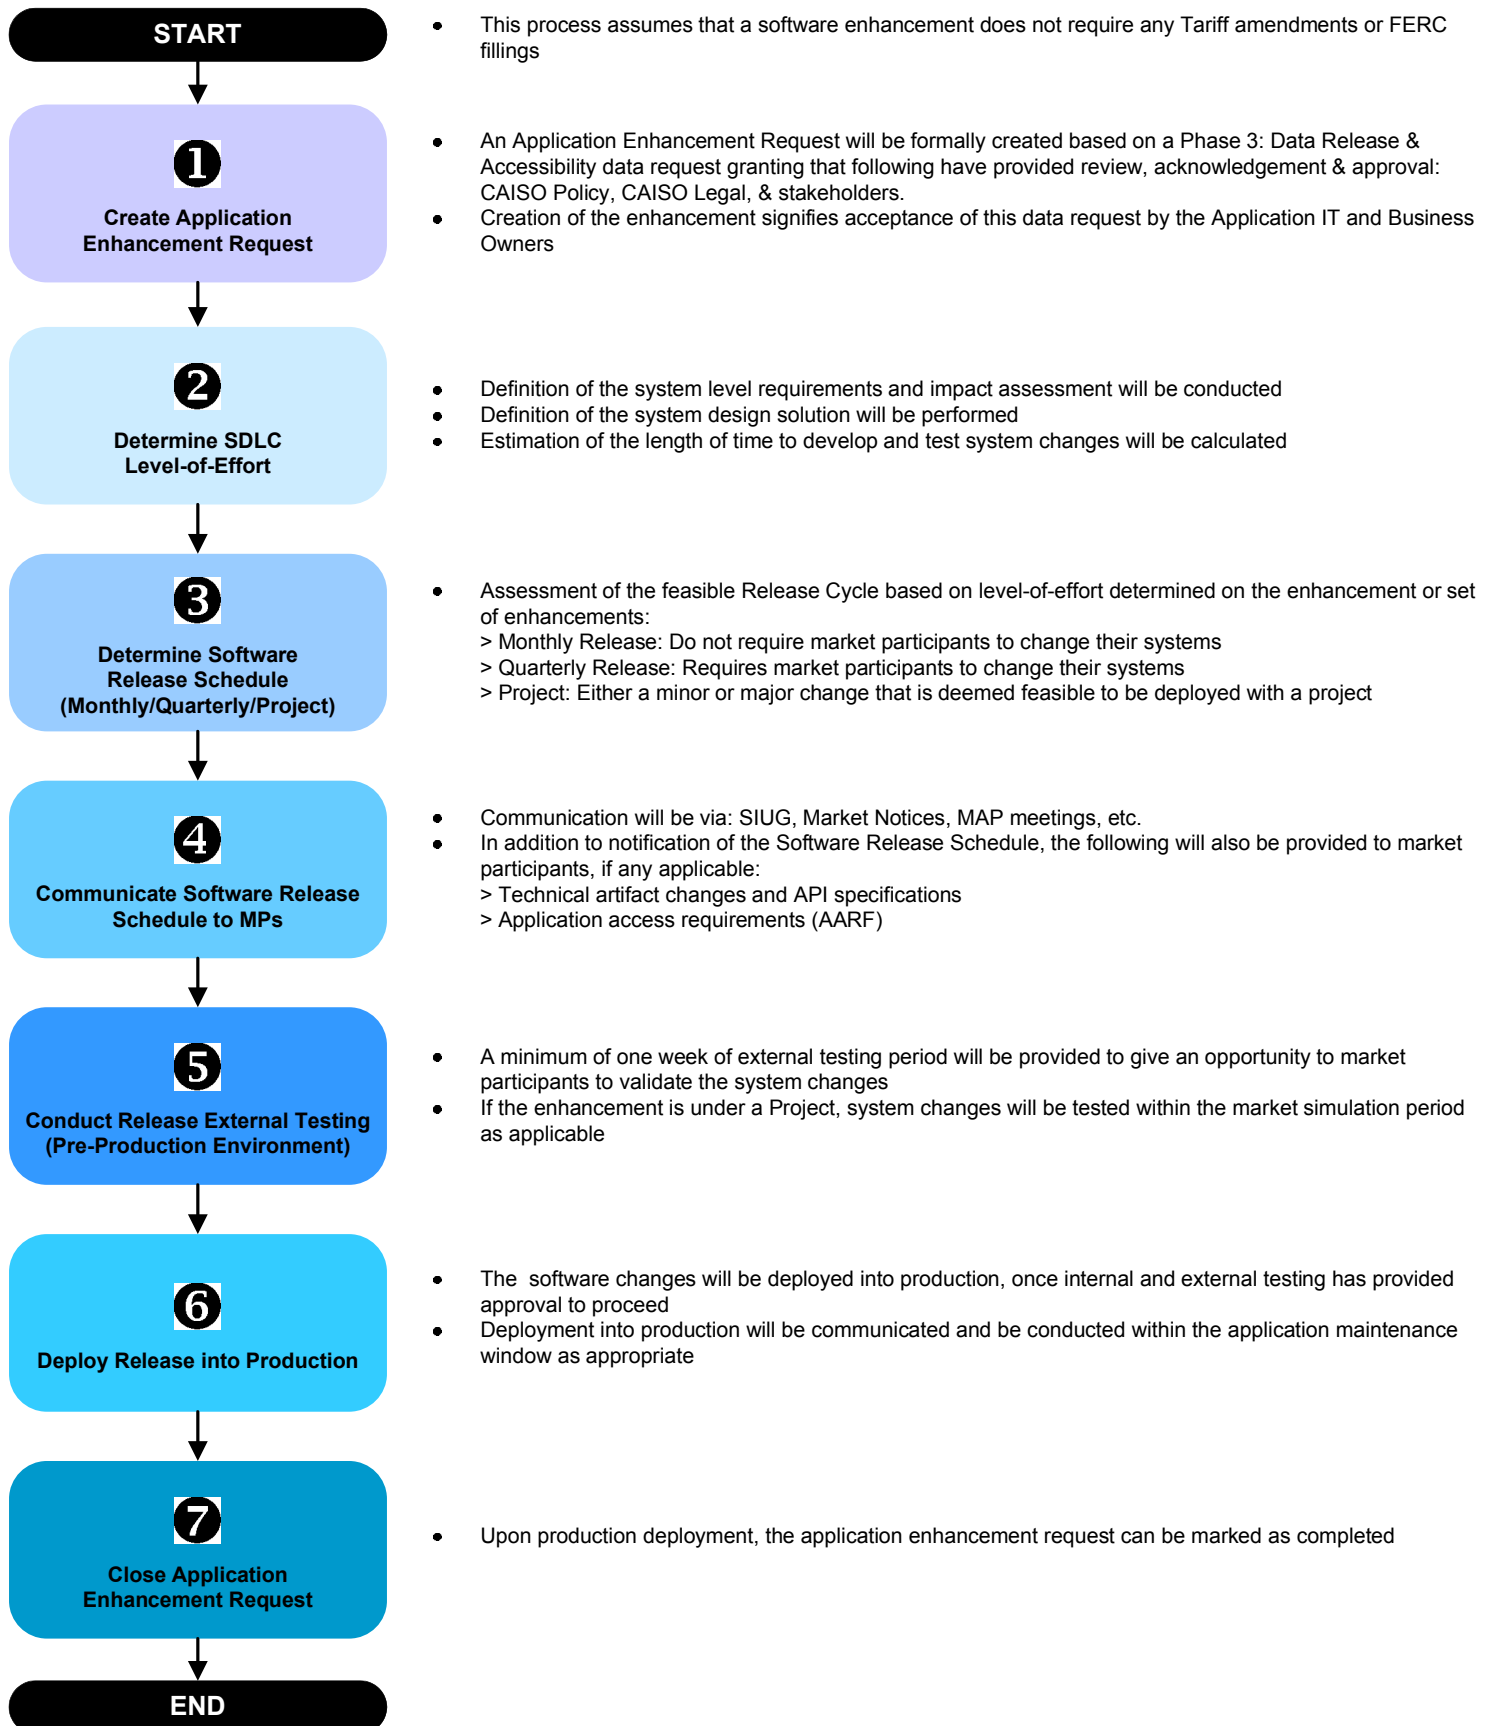 START
• This process assumes that a software enhancement does not require any Tariff amendments or FERC
fillings
1
Create Application
Enhancement Request
• An Application Enhancement Request will be formally created based on a Phase 3: Data Release &
Accessibility data request granting that following have provided review, acknowledgement & approval:
CAISO Policy, CAISO Legal, & stakeholders.
• Creation of the enhancement signifies acceptance of this data request by the Application IT and Business
Owners
2
Determine SDLC
Level-of-Effort
• Definition of the system level requirements and impact assessment will be conducted
• Definition of the system design solution will be performed
• Estimation of the length of time to develop and test system changes will be calculated
3
Determine Software
Release Schedule
(Monthly/Quarterly/Project)
• Assessment of the feasible Release Cycle based on level-of-effort determined on the enhancement or set
of enhancements:
> Monthly Release: Do not require market participants to change their systems
> Quarterly Release: Requires market participants to change their systems
> Project: Either a minor or major change that is deemed feasible to be deployed with a project
4
Communicate Software Release
Schedule to MPs
• Communication will be via: SIUG, Market Notices, MAP meetings, etc.
• In addition to notification of the Software Release Schedule, the following will also be provided to market
participants, if any applicable:
> Technical artifact changes and API specifications
> Application access requirements (AARF)
5
Conduct Release External Testing
(Pre-Production Environment)
• A minimum of one week of external testing period will be provided to give an opportunity to market
participants to validate the system changes
• If the enhancement is under a Project, system changes will be tested within the market simulation period
as applicable
6
Deploy Release into Production
• The  software changes will be deployed into production, once internal and external testing has provided
approval to proceed
• Deployment into production will be communicated and be conducted within the application maintenance
window as appropriate
7
Close Application
Enhancement Request
• Upon production deployment, the application enhancement request can be marked as completed
END